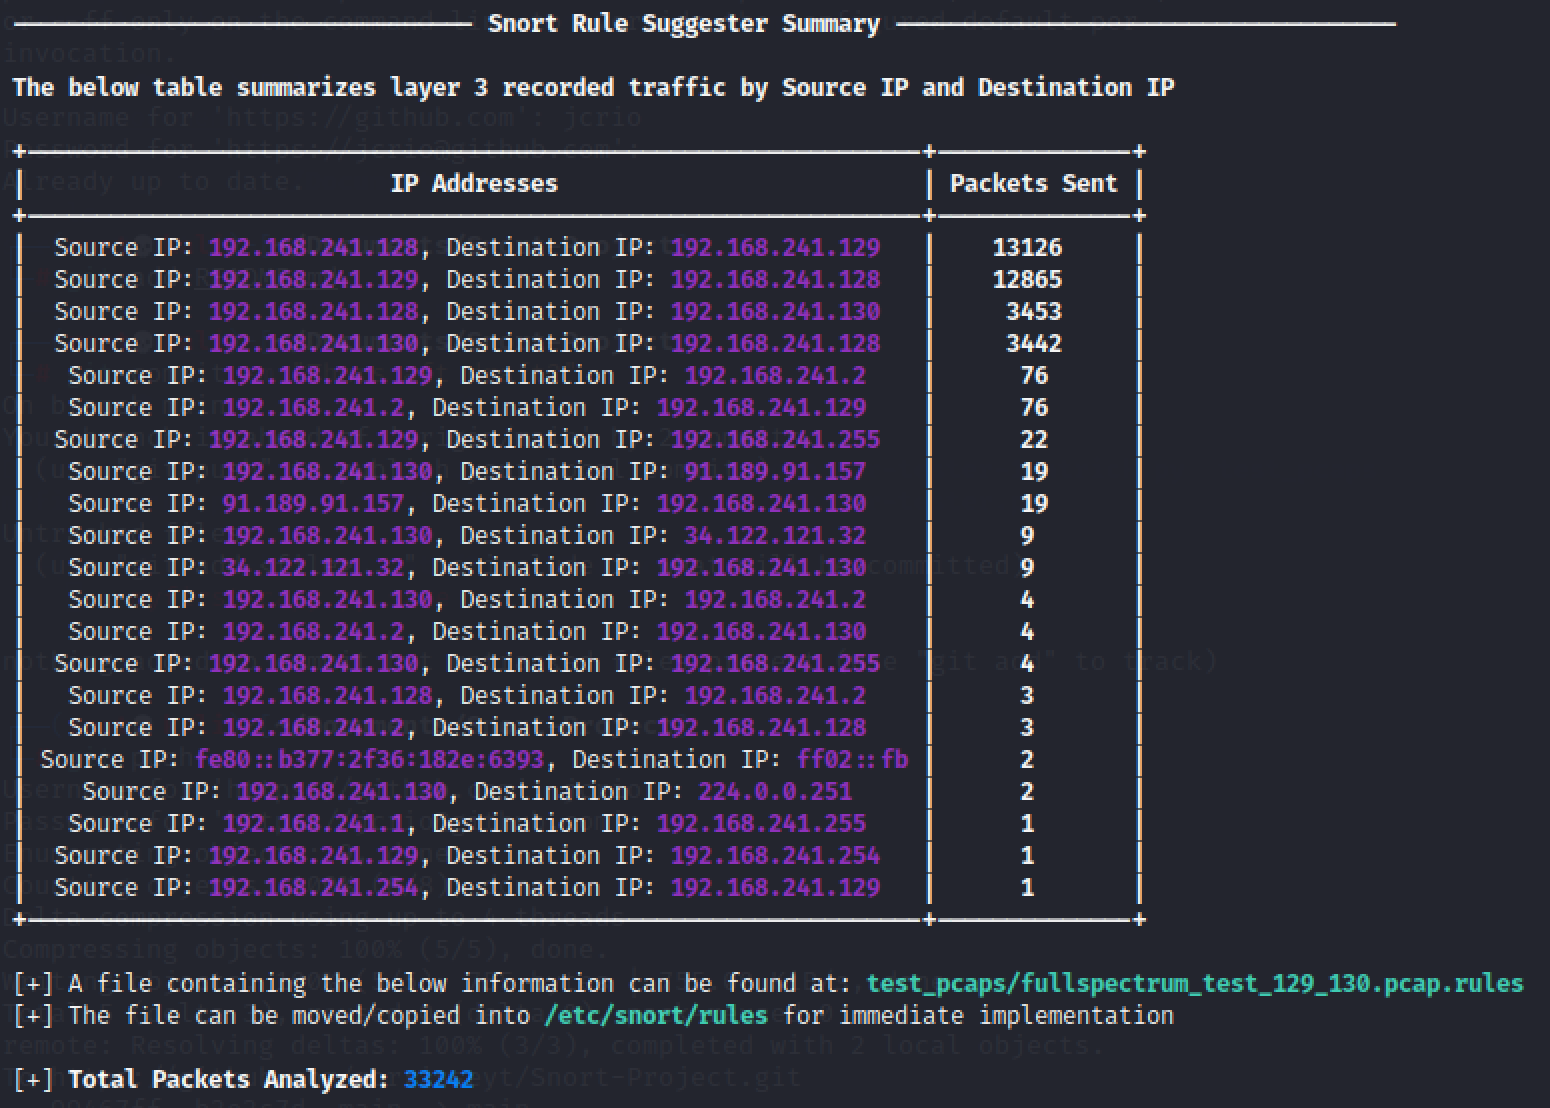 Snort Rule Suggester Summary
The below table summarizes layer 3 recorded traffic by Source IP and Destination IP
IP Addresses | Packets Sent
Source IP: 192.168.241.128, Destination IP: 192.168.241.129 | 13126
Source IP: 192.168.241.129, Destination IP: 192.168.241.128 | 12865
Source IP: 192.168.241.128, Destination IP: 192.168.241.130 | 3453
Source IP: 192.168.241.130, Destination IP: 192.168.241.128 | 3442
Source IP: 192.168.241.129, Destination IP: 192.168.241.2 | 76
Source IP: 192.168.241.2, Destination IP: 192.168.241.129 | 76
Source IP: 192.168.241.129, Destination IP: 192.168.241.255 | 22
Source IP: 192.168.241.130, Destination IP: 91.189.91.157 | 19
Source IP: 91.189.91.157, Destination IP: 192.168.241.130 | 19
Source IP: 192.168.241.130, Destination IP: 34.122.121.32 | 9
Source IP: 34.122.121.32, Destination IP: 192.168.241.130 | 9
Source IP: 192.168.241.130, Destination IP: 192.168.241.2 | 4
Source IP: 192.168.241.2, Destination IP: 192.168.241.130 | 4
Source IP: 192.168.241.130, Destination IP: 192.168.241.255 | 4
Source IP: 192.168.241.128, Destination IP: 192.168.241.2 | 3
Source IP: 192.168.241.2, Destination IP: 192.168.241.128 | 3
Source IP: fe80::b377:2f36:182e:6393, Destination IP: ff02::fb | 2
Source IP: 192.168.241.130, Destination IP: 224.0.0.251 | 2
Source IP: 192.168.241.1, Destination IP: 192.168.241.255 | 1
Source IP: 192.168.241.129, Destination IP: 192.168.241.254 | 1
Source IP: 192.168.241.254, Destination IP: 192.168.241.129 | 1
[+] A file containing the below information can be found at: test_pcaps/fullspectrum_test_129_130.pcap.rules
[+] The file can be moved/copied into /etc/snort/rules for immediate implementation
[+] Total Packets Analyzed: 33242